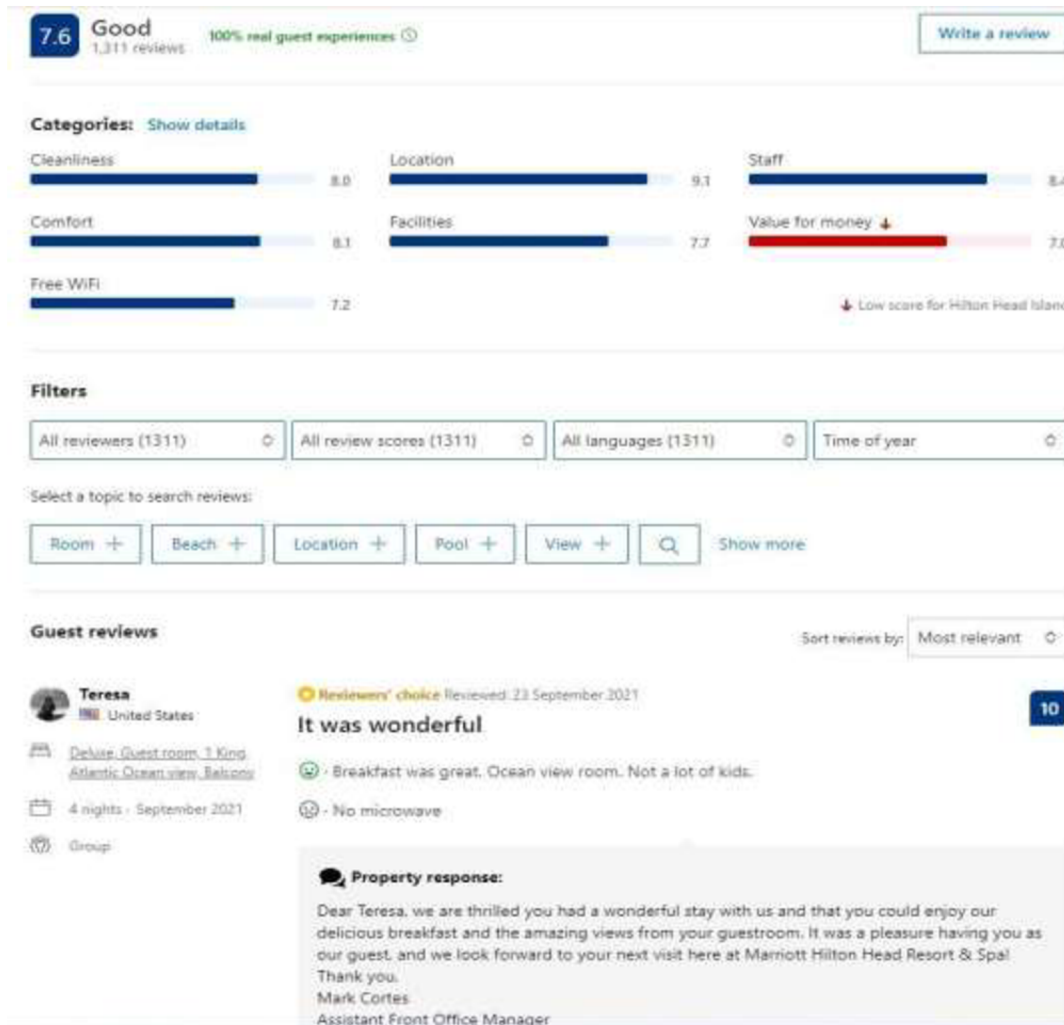 7.6 Good
1,311 reviews
100% real guest experiences
Write a review
Categories: Show details
Cleanliness
8.0
Location
9.1
Staff
8.4
Comfort
8.1
Facilities
7.7
Value for money
7.0
Free WiFi
7.2
Low score for Hilton Head Island
Filters
All reviewers (1311)
All review scores (1311)
All languages (1311)
Time of year
Select a topic to search reviews:
Room
Beach
Location
Pool
View
Show more
Guest reviews
Sort reviews by: Most relevant
Teresa
United States
Deluxe, Guest room, 1 King,
Atlantic Ocean view, Balcony
4 nights · September 2021
Group
Reviewers' choice Reviewed: 23 September 2021
It was wonderful
10
· Breakfast was great. Ocean view room. Not a lot of kids.
· No microwave
Property response:
Dear Teresa, we are thrilled you had a wonderful stay with us and that you could enjoy our
delicious breakfast and the amazing views from your guestroom. It was a pleasure having you as
our guest, and we look forward to your next visit here at Marriott Hilton Head Resort & Spa!
Thank you,
Mark Cortes
Assistant Front Office Manager